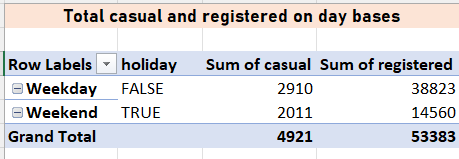 Total casual and registered on day bases
Row Labels holiday Sum of casual Sum of registered
Weekday FALSE 2910 38823
Weekend TRUE 2011 14560
Grand Total 4921 53383